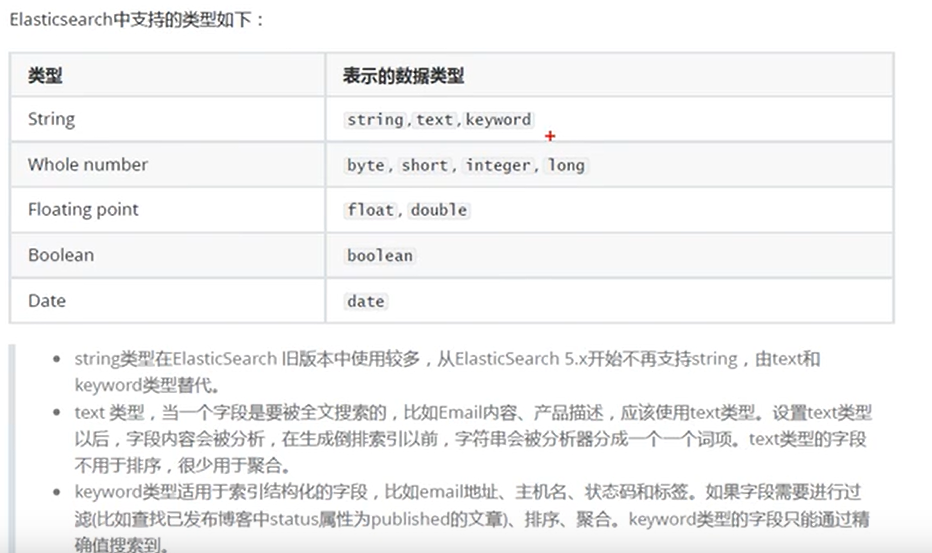 Elasticsearch中支持的类型如下：
类型 表示的数据类型
String string,text,keyword
Whole number byte, short, integer, long
Floating point float, double
Boolean boolean
Date date
string类型在ElasticSearch 旧版本中使用较多，从ElasticSearch 5.x开始不再支持string，由text和
keyword类型替代。
text 类型，当一个字段是要被全文搜索的，比如Email内容、产品描述，应该使用text类型。设置text类型
以后，字段内容会被分析，在生成倒排索引以前，字符串会被分析器分成一个一个词项。text类型的字段
不用于排序，很少用于聚合。
keyword类型适用于索引结构化的字段，比如email地址、主机名、状态码和标签。如果字段需要进行过
滤(比如查找已发布博客中status属性为published的文章)、排序、聚合。keyword类型的字段只能通过精
确值搜索到。